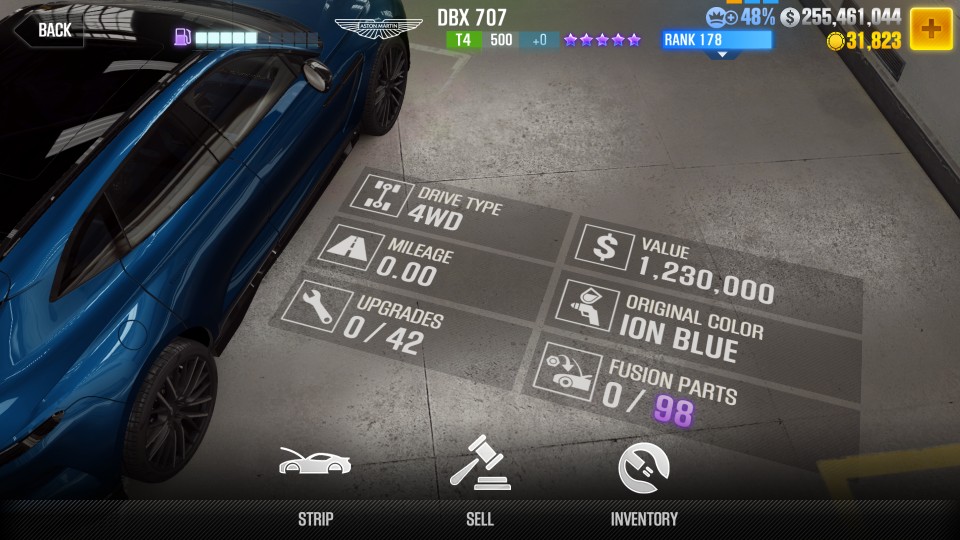 BACK
ASTON MARTIN
DBX 707
T4 500 +0
48%
255,461,044
RANK 178
31,823
DRIVE TYPE
4WD
MILEAGE
0.00
UPGRADES
0/42
VALUE
1,230,000
ORIGINAL COLOR
ION BLUE
FUSION PARTS
0/98
STRIP
SELL
INVENTORY